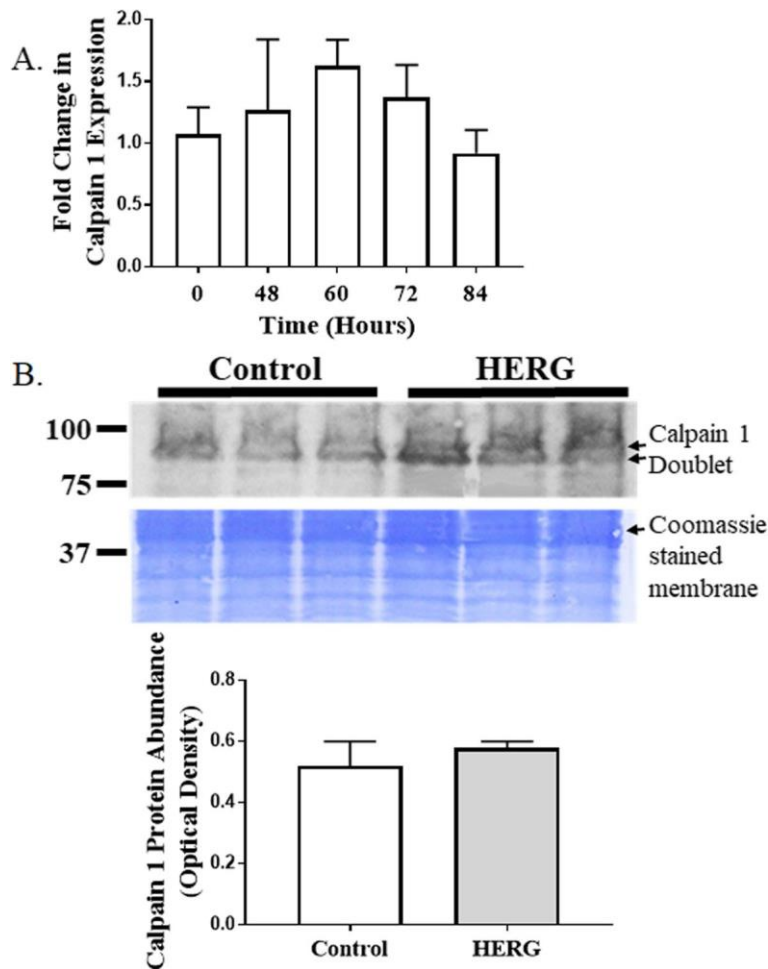 A.
Fold Change in
Calpain 1 Expression
2.0
1.5
1.0
0.5
0.0
0 48 60 72 84
Time (Hours)
B.
Control HERG
100
75
Calpain 1
Doublet
37
Coomassie
stained
membrane
Calpain 1 Protein Abundance
(Optical Density)
0.8
0.6
0.4
0.2
0.0
Control HERG